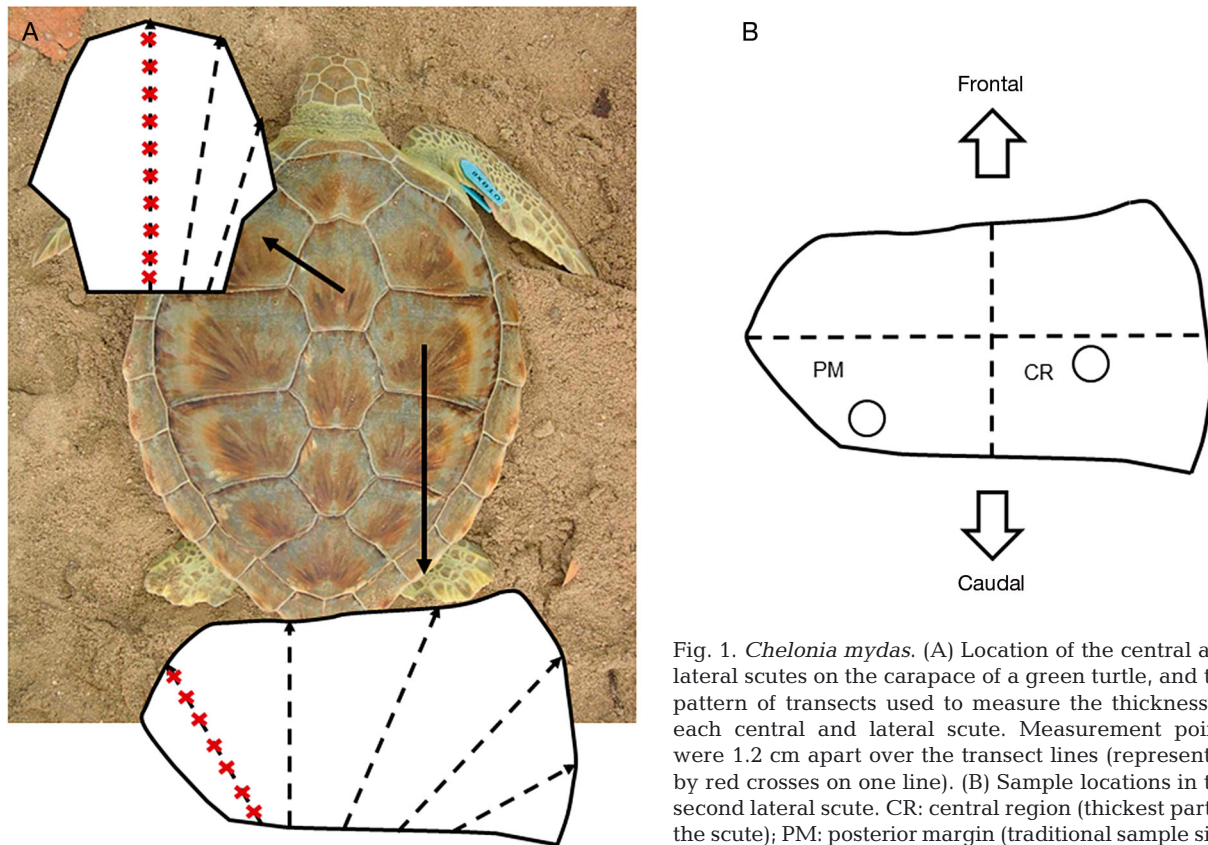 A
B
Frontal
PM
CR
Caudal
Fig. 1. Chelonia mydas. (A) Location of the central a
lateral scutes on the carapace of a green turtle, and t
pattern of transects used to measure the thickness
each central and lateral scute. Measurement poi
were 1.2 cm apart over the transect lines (represent
by red crosses on one line). (B) Sample locations in t
second lateral scute. CR: central region (thickest part
the scute); PM: posterior margin (traditional sample si